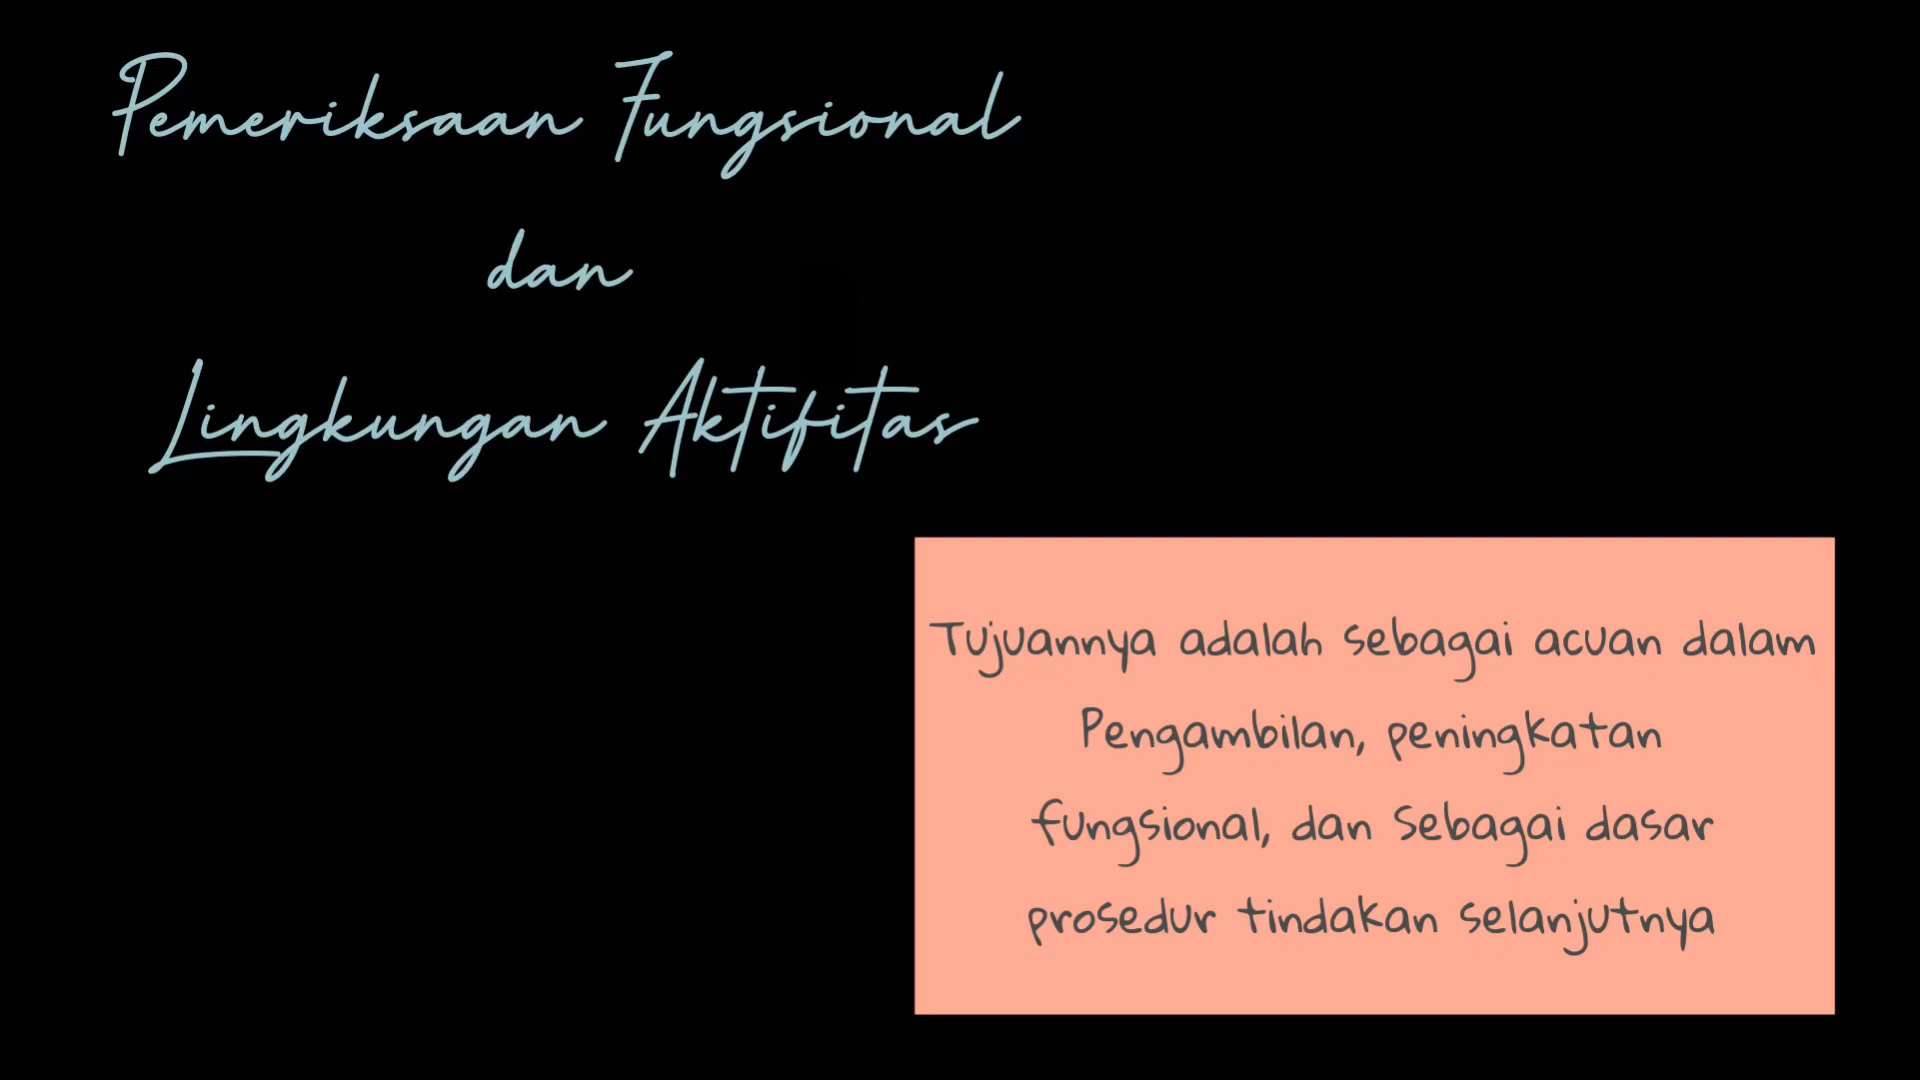 Pemeriksaan Fungsional
dan
Lingkungan Aktifitas
Tujuannya adalah sebagai acuan dalam
Pengambilan, peningkatan
fungsional, dan sebagai dasar
prosedur tindakan selanjutnya